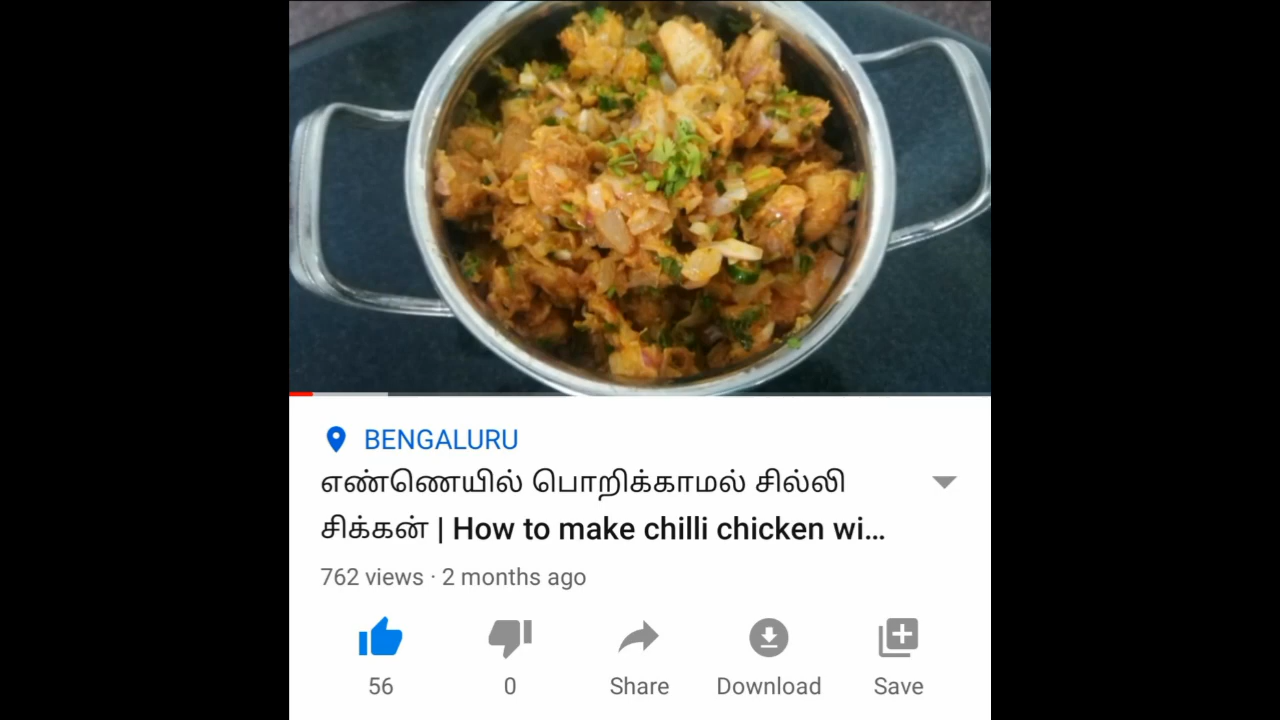 BENGALURU
எண்ணெயில் பொறிக்காமல் சில்லி
சிக்கன் | How to make chilli chicken wi...
762 views · 2 months ago
56 0 Share Download Save